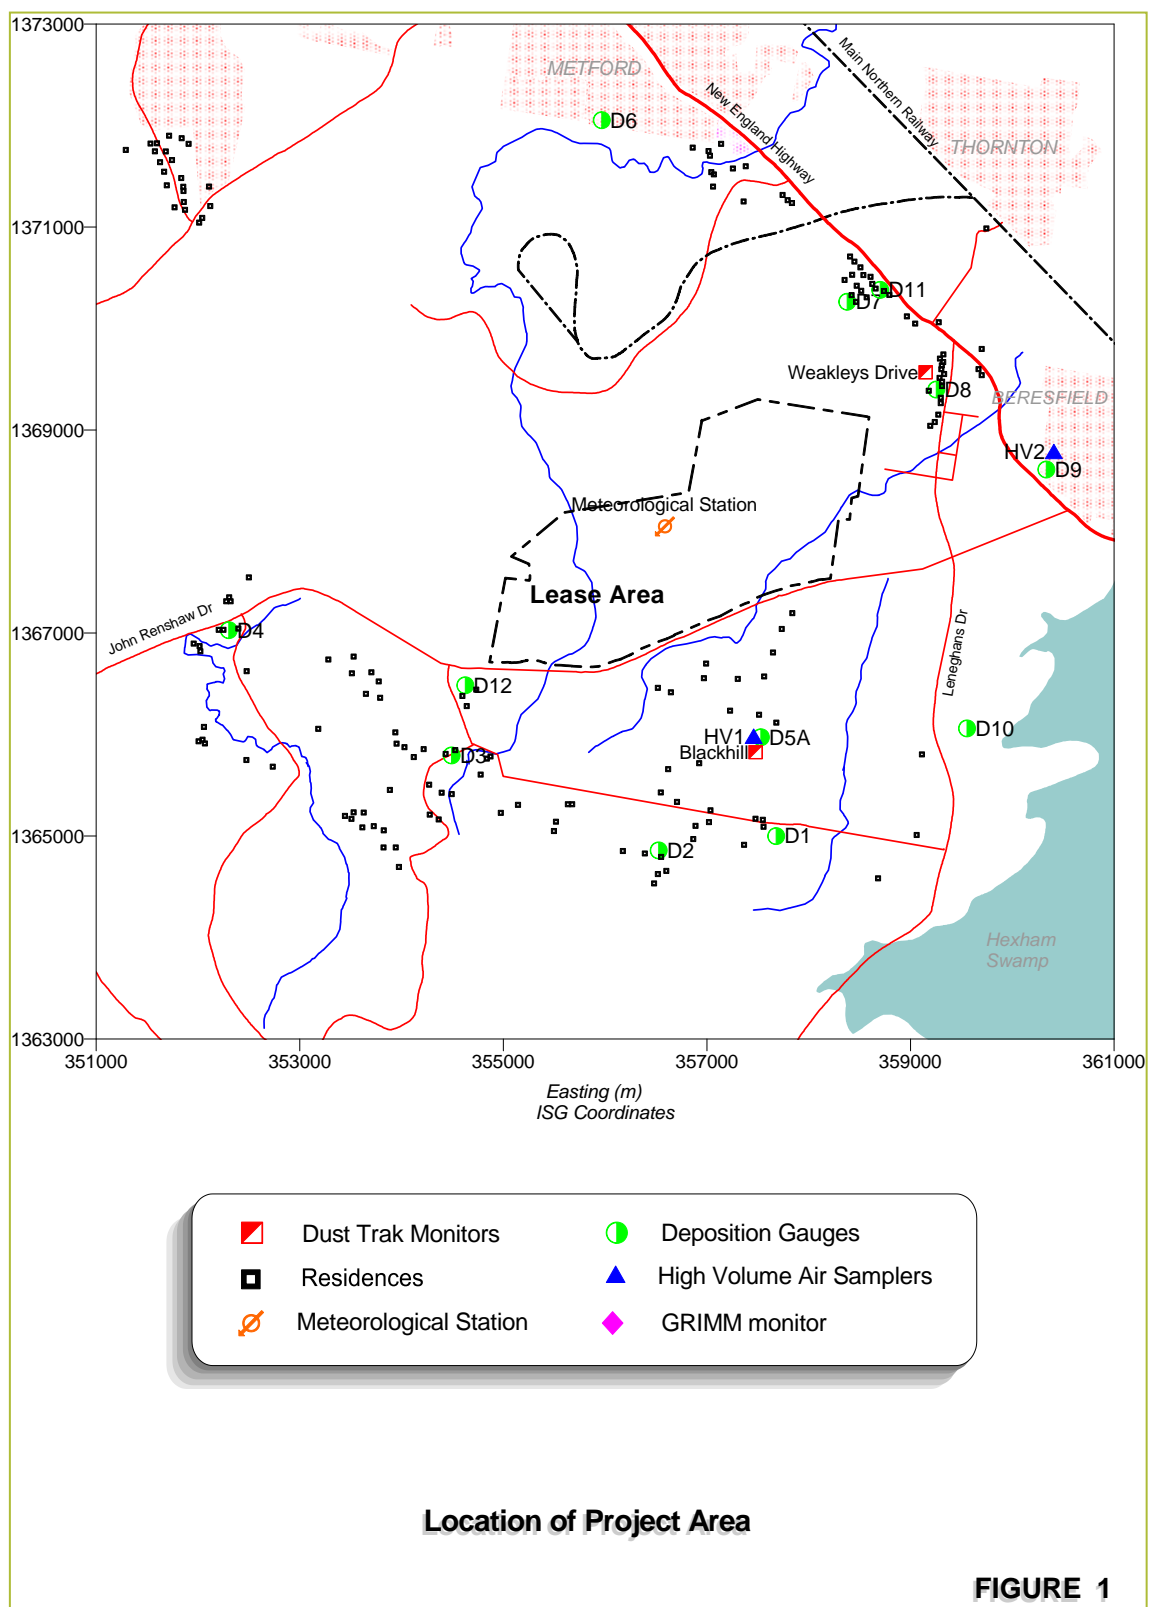 1373000
METFORD
Main Northern Railway
New England Highway
D6
THORNTON
1371000
D11
D7
Weakleys Drive
D8
BERESFIELD
1369000
HV2
D9
Meteorological Station
Lease Area
John Renshaw Dr
1367000
D4
Leneghans Dr
D12
HV1
D5A
D10
Blackhill
D3
1365000
D1
D2
Hexham
Swamp
1363000
351000
353000
355000
357000
359000
361000
Easting (m)
ISG Coordinates
Dust Trak Monitors
Deposition Gauges
Residences
High Volume Air Samplers
Meteorological Station
GRIMM monitor
Location of Project Area
FIGURE 1